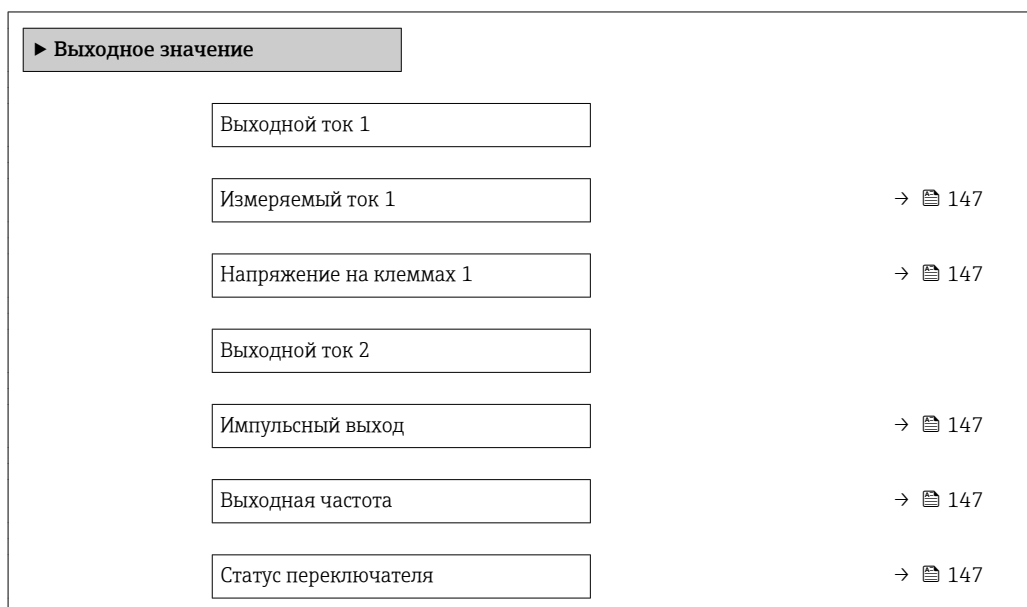 ▶ Выходное значение
Выходной ток 1
Измеряемый ток 1 → 147
Напряжение на клеммах 1 → 147
Выходной ток 2
Импульсный выход → 147
Выходная частота → 147
Статус переключателя → 147